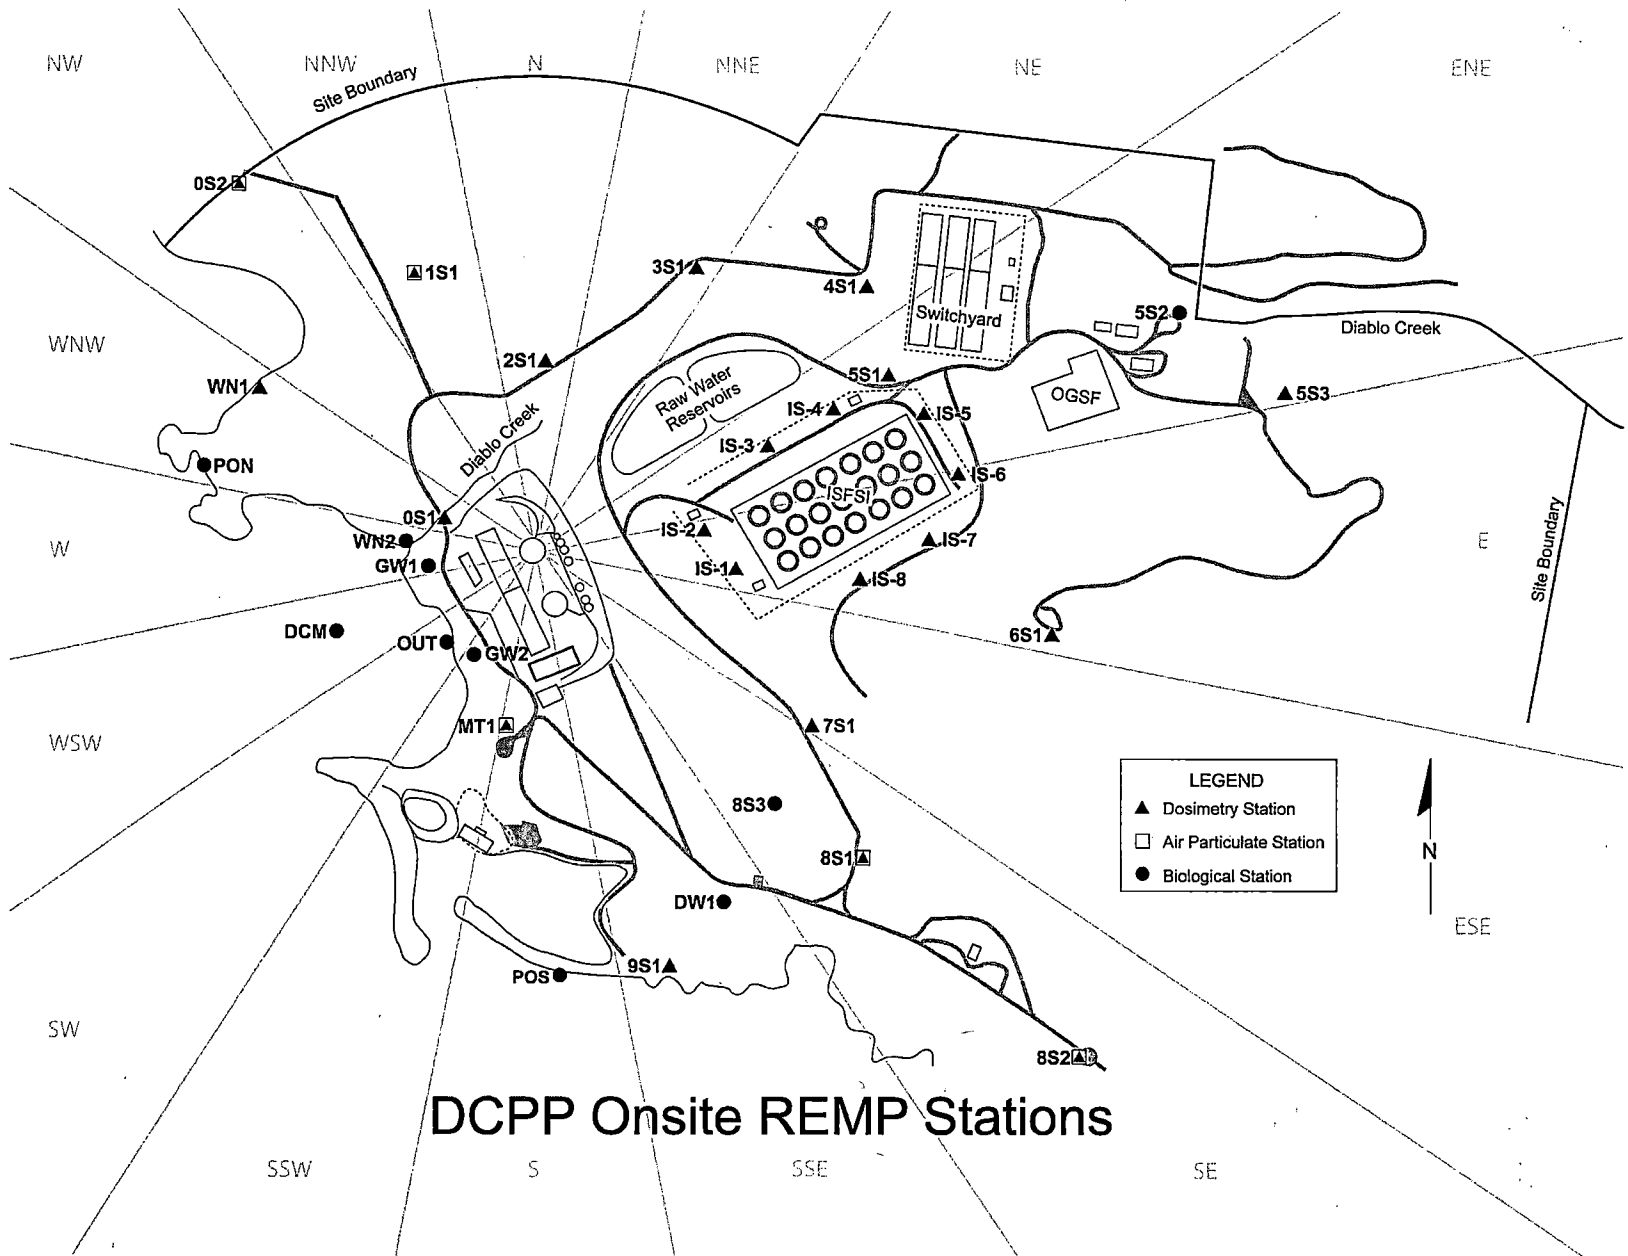 NW
NNW
N
NNE
NE
ENE
Site Boundary
0S2
1S1
3S1
4S1
Switchyard
5S2
Diablo Creek
WNW
WN1
2S1
Raw Water
Reservoirs
5S1
OGSF
5S3
IS-4
IS-5
Diablo Creek
IS-3
IS-6
PON
ISFSI
0S1
IS-2
WN2
W
GW1
IS-1
IS-7
IS-8
E
Site Boundary
DCM
OUT
GW2
6S1
MT1
7S1
WSW
LEGEND
Dosimetry Station
Air Particulate Station
Biological Station
N
8S3
8S1
DW1
ESE
9S1
POS
SW
8S2
DCPP Onsite REMP Stations
SSW
S
SSE
SE